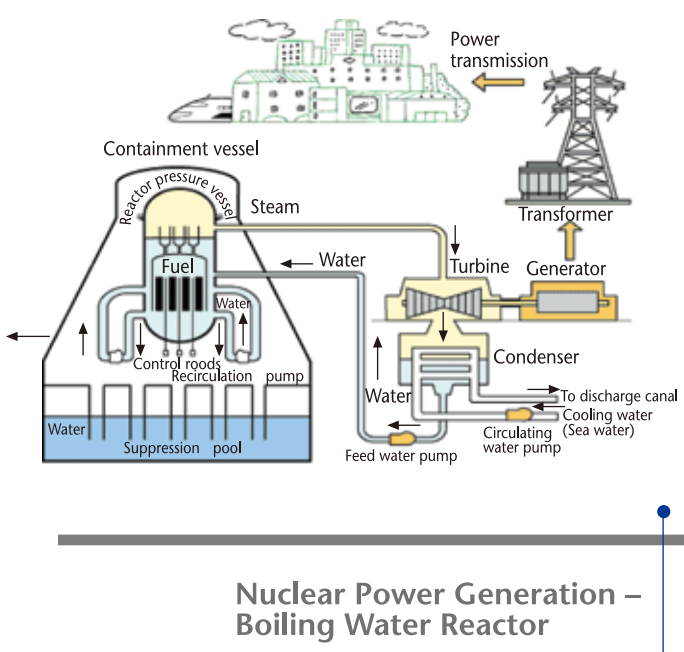 Power
transmission
Containment vessel
Reactor pressure vessel
Steam
Transformer
Water
Turbine
Generator
Fuel
Water
Control roods
Recirculation pump
Condenser
Water
To discharge canal
Cooling water
(Sea water)
Circulating
water pump
Feed water pump
Water
Suppression pool
Nuclear Power Generation –
Boiling Water Reactor